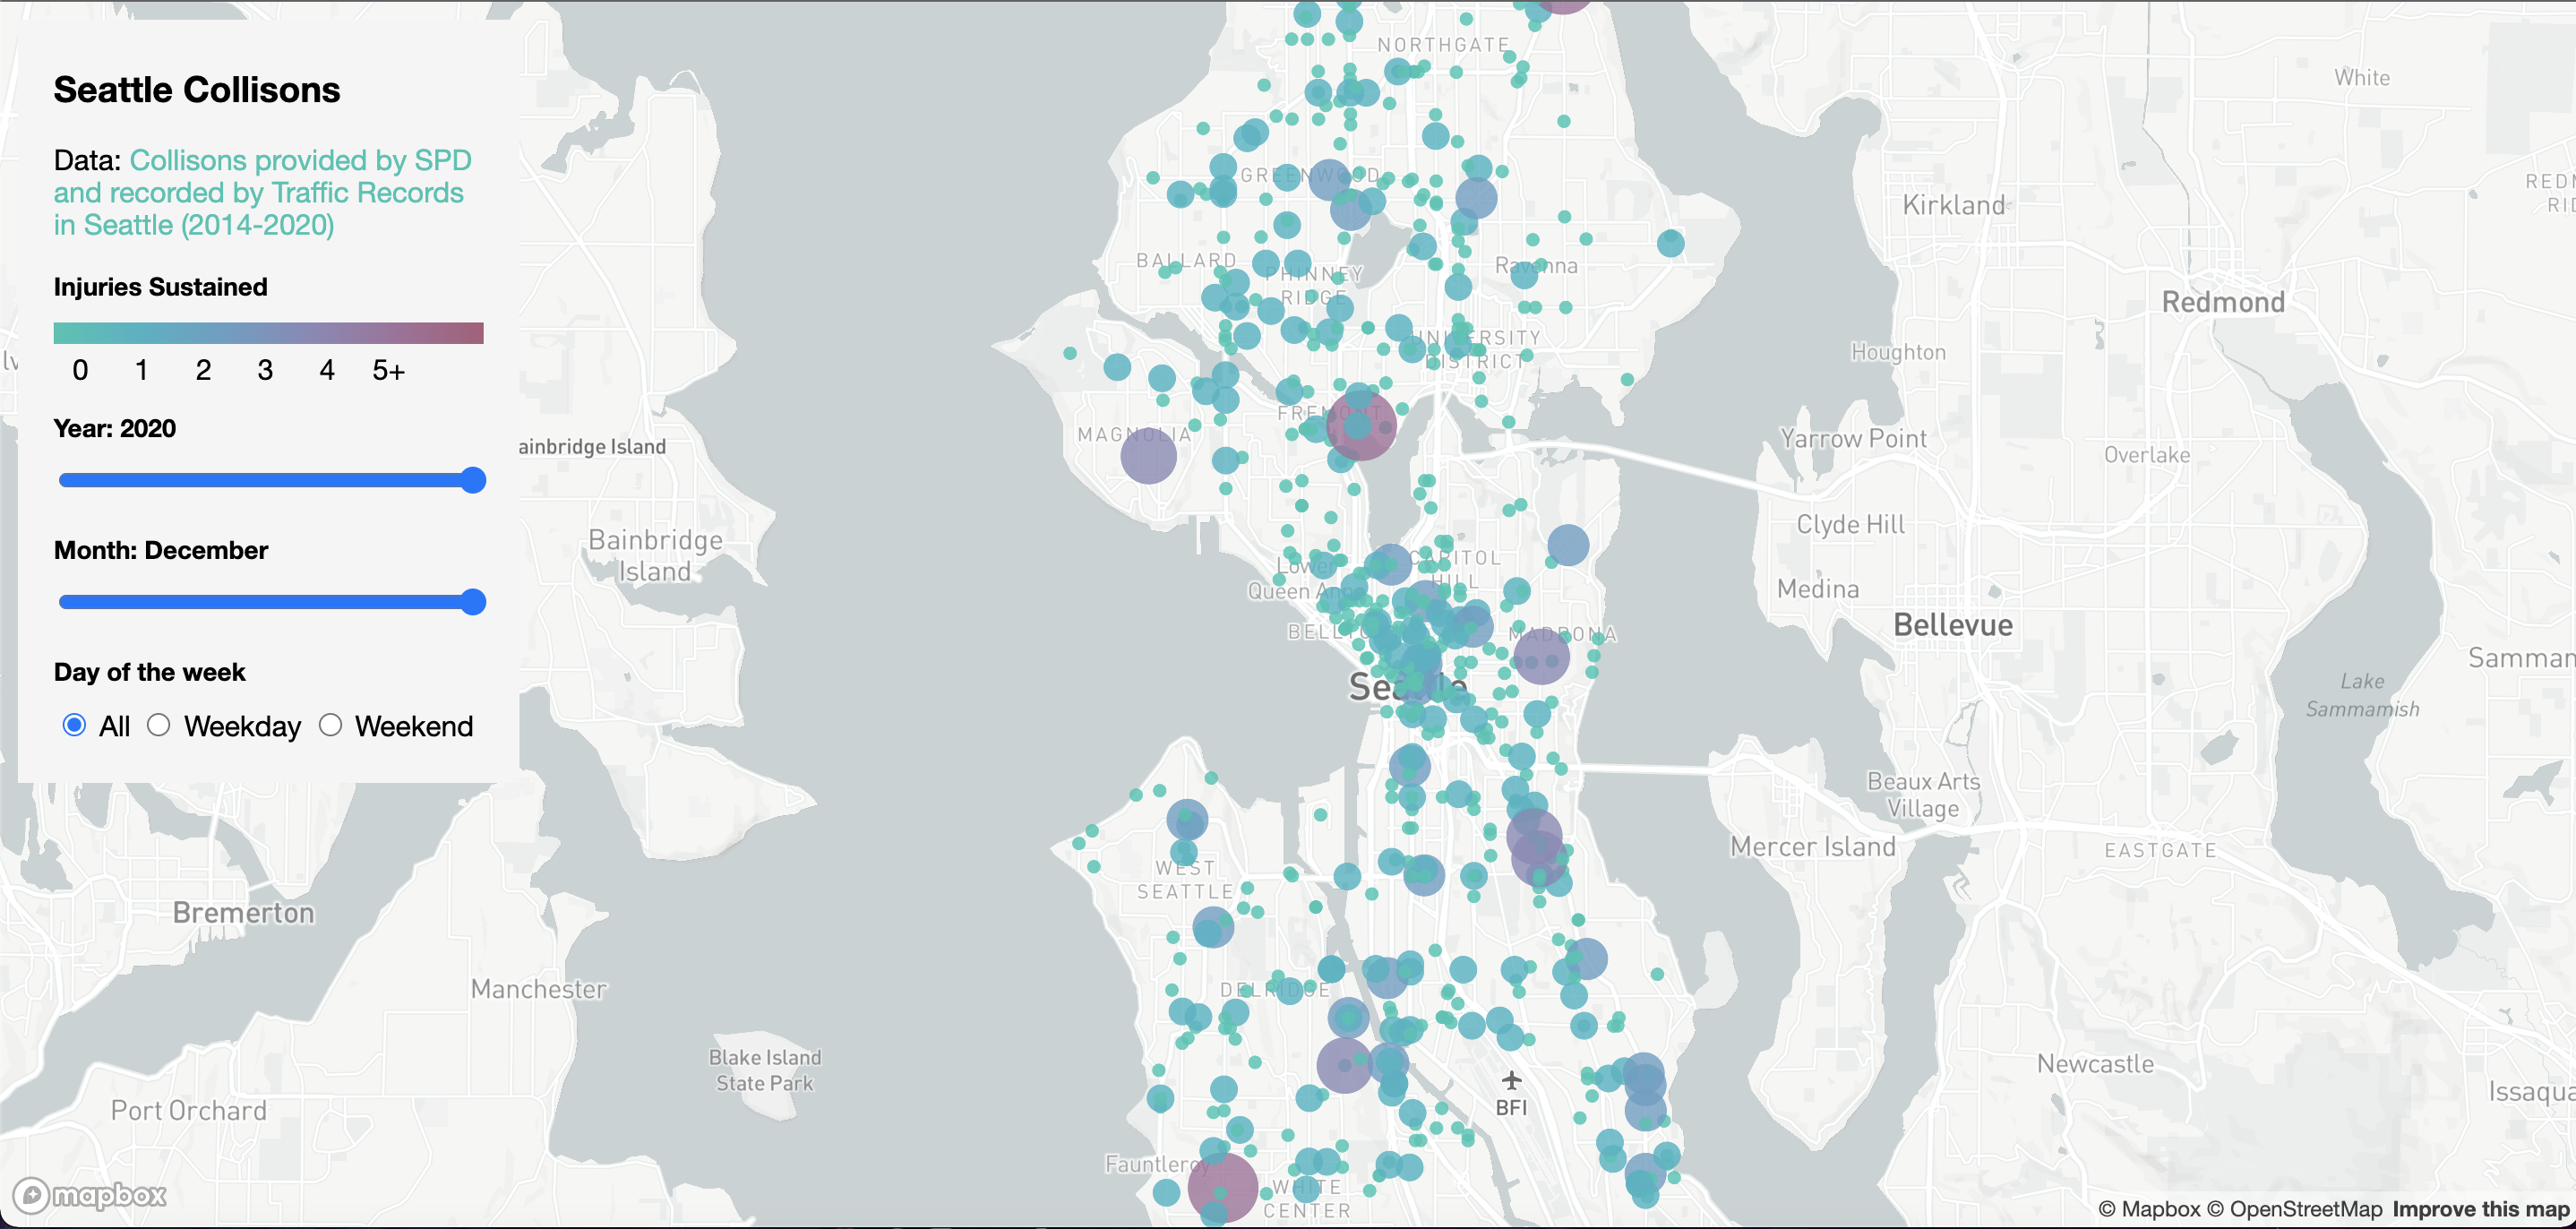 Seattle Collisons
Data: Collisons provided by SPD
and recorded by Traffic Records
in Seattle (2014-2020)
Injuries Sustained
0 1 2 3 4 5+
Year: 2020
Month: December
Day of the week
All Weekday Weekend
NORTHGATE
White
GREENWOOD
Kirkland
BALLARD
PHINNEY
RIDGE
Ravenna
Redmond
UNIVERSITY
DISTRICT
Houghton
FREMONT
MAGNOLIA
ainbridge Island
Yarrow Point
Overlake
Bainbridge
Island
Clyde Hill
CAPITOL
HILL
Lower
Queen Ann
Medina
BELLTO
MADRONA
Bellevue
Samman
Seattle
Lake
Sammamish
Beaux Arts
Village
Mercer Island
EASTGATE
WEST
SEATTLE
Bremerton
Manchester
DELRIDGE
Blake Island
State Park
Newcastle
Issaqua
Port Orchard
BFI
Fauntleroy
WHITE
CENTER
mapbox
© Mapbox © OpenStreetMap Improve this map